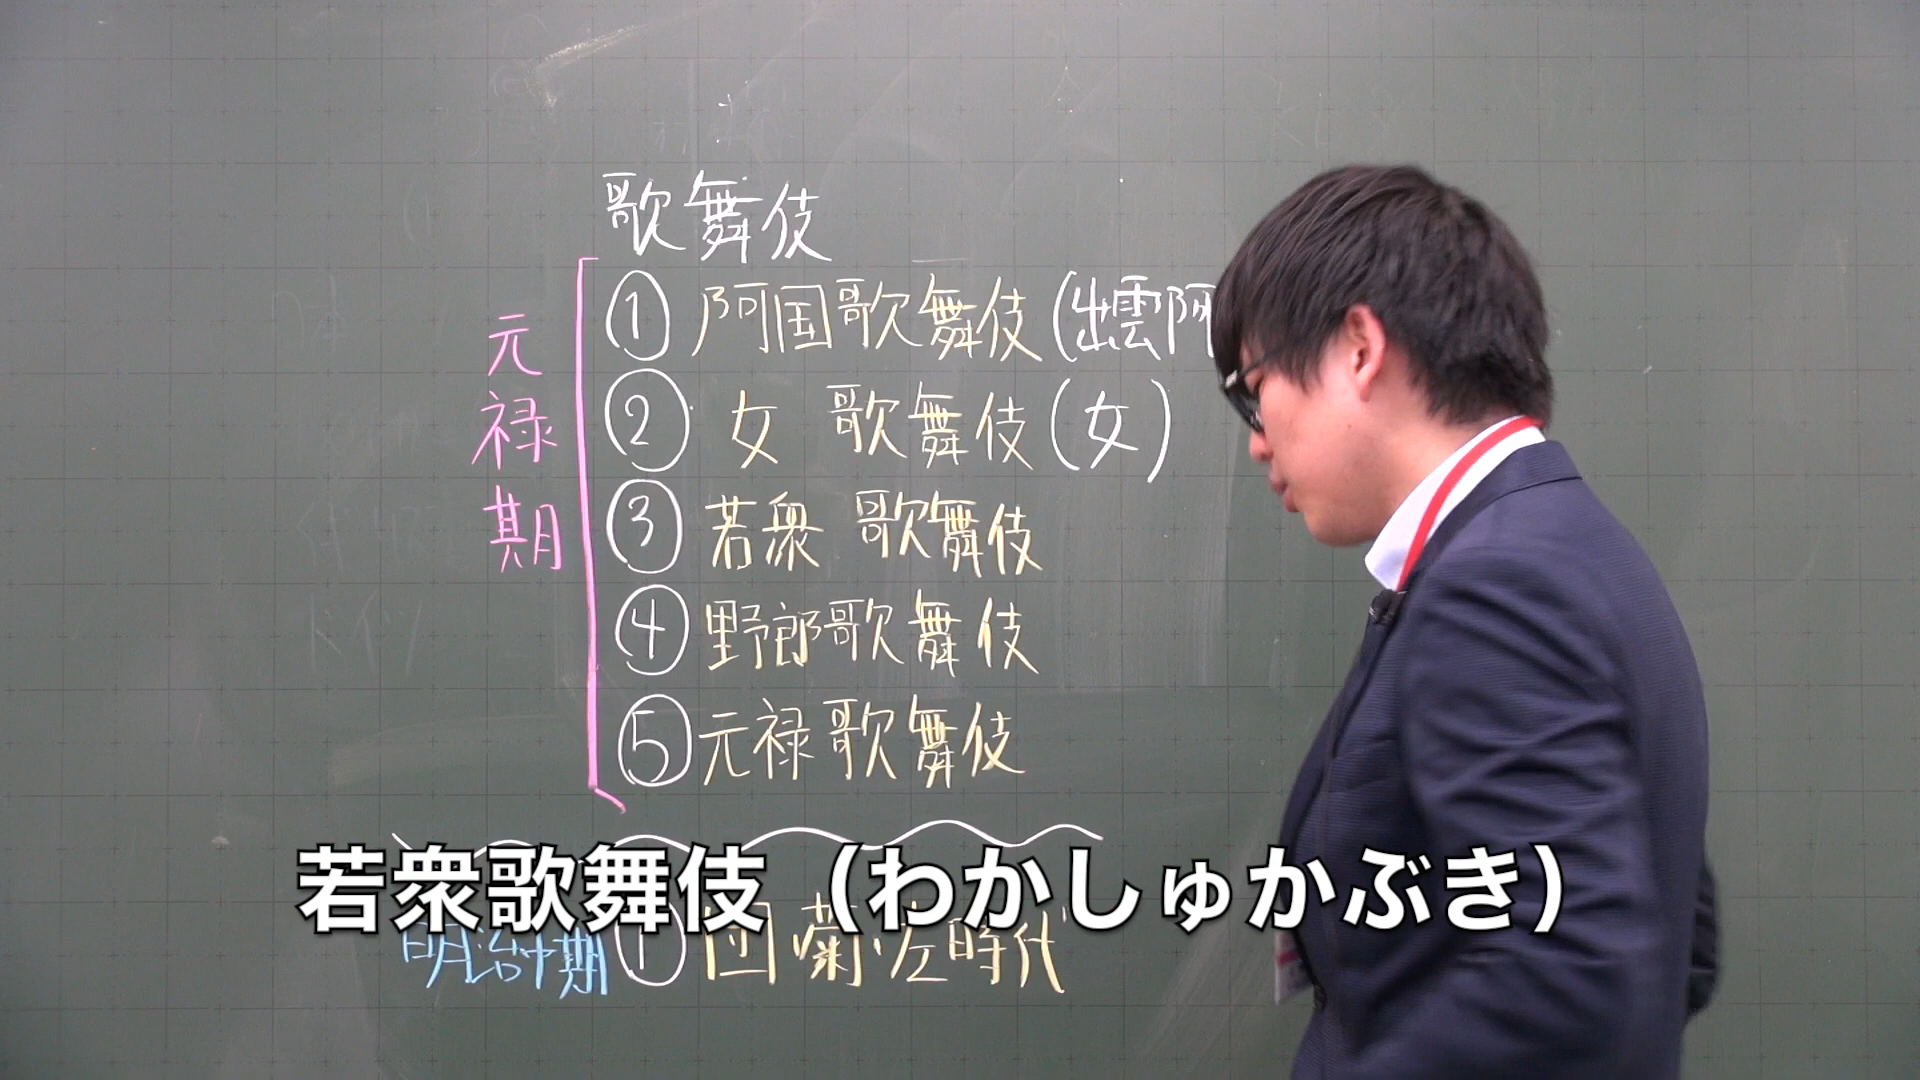 歌舞伎
元禄期
① 阿国歌舞伎(出雲阿
② 女 歌舞伎(女)
③ 若衆 歌舞伎
④ 野郎歌舞伎
⑤ 元禄歌舞伎
若衆歌舞伎（わかしゅかぶき）
明治中期 ① 団菊左時代